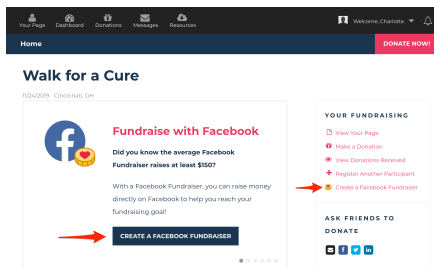 Your Page Dashboard Donations Messages Resources
Welcome, Charlotte.
Home
DONATE NOW!
Walk for a Cure
11/24/2019 Cincinnati, OH
Fundraise with Facebook
Did you know the average Facebook
Fundraiser raises at least $150?
With a Facebook Fundraiser, you can raise money
directly on Facebook to help you reach your
fundraising goal!
CREATE A FACEBOOK FUNDRAISER
YOUR FUNDRAISING
View Your Page
Make a Donation
View Donations Received
Register Another Participant
Create a Facebook Fundraiser
ASK FRIENDS TO
DONATE